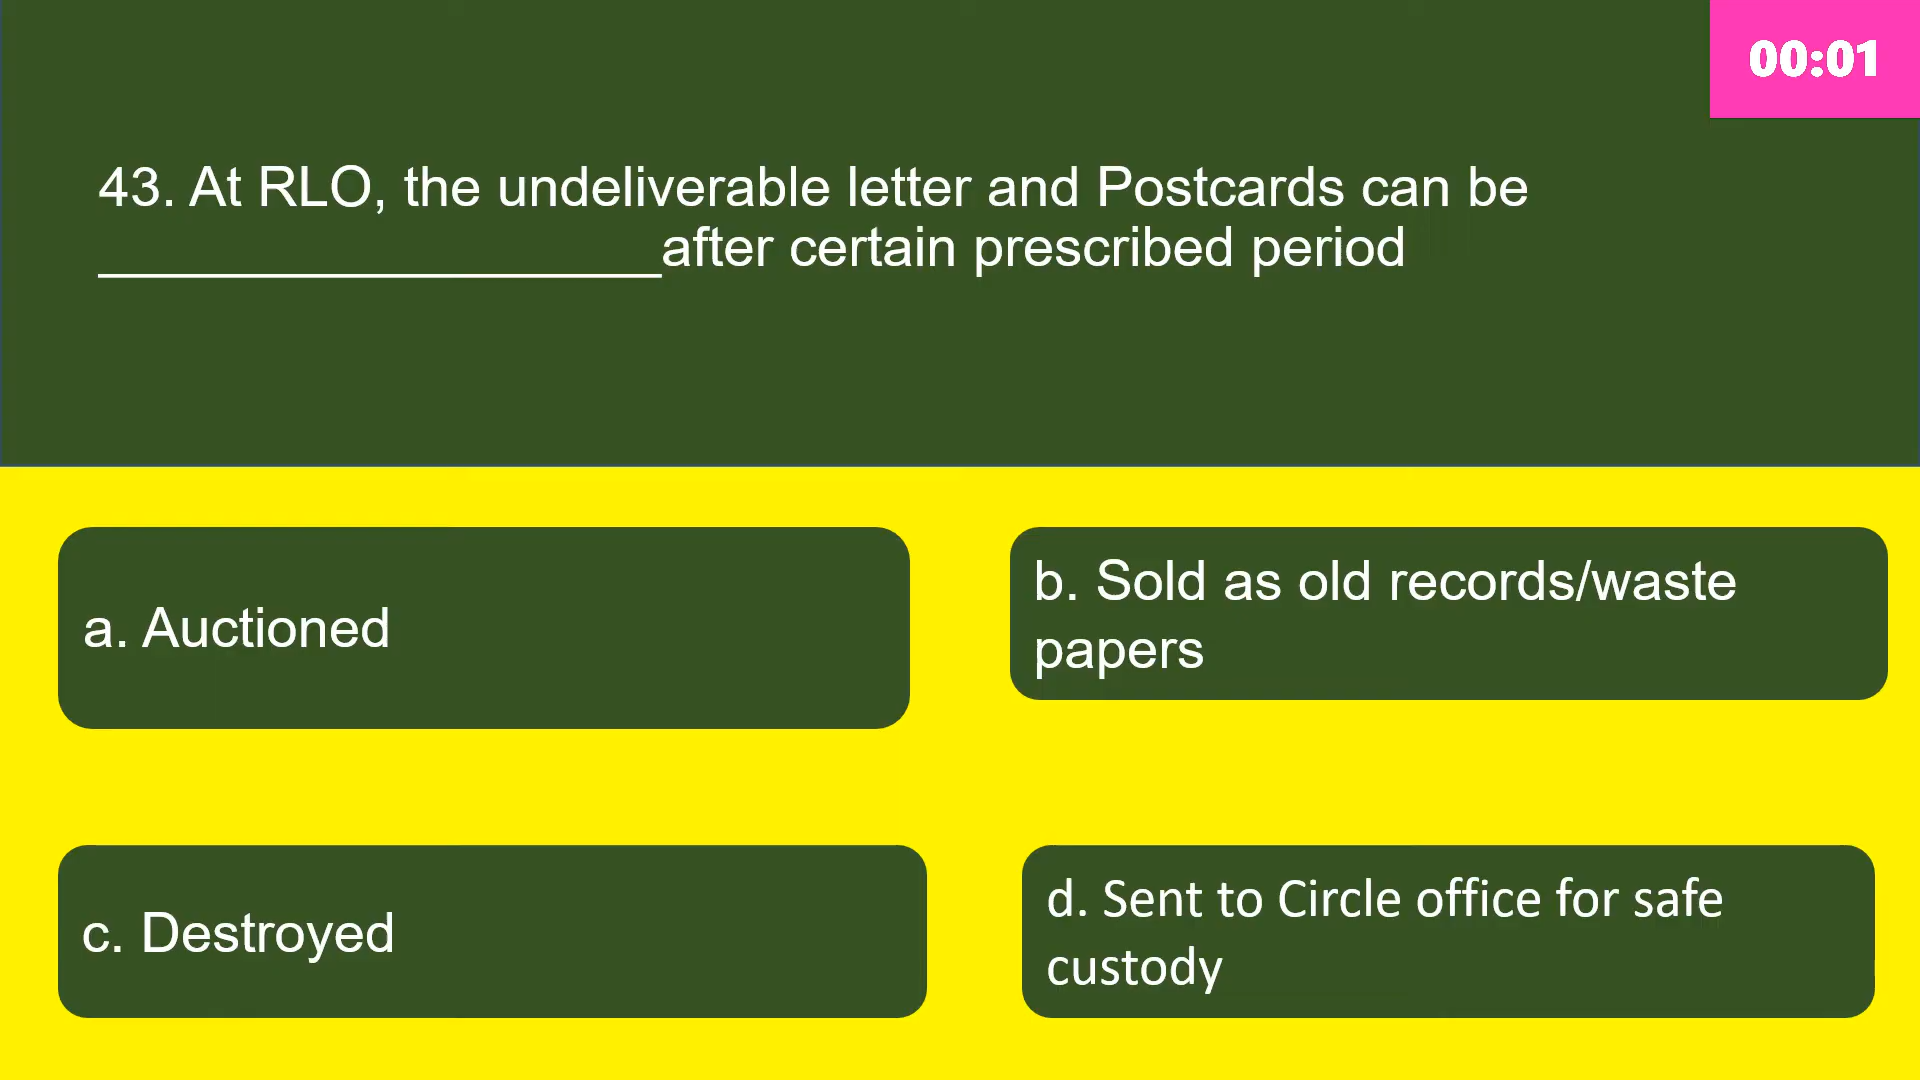 00:01
43. At RLO, the undeliverable letter and Postcards can be
____________________after certain prescribed period
a. Auctioned
b. Sold as old records/waste
papers
c. Destroyed
d. Sent to Circle office for safe
custody